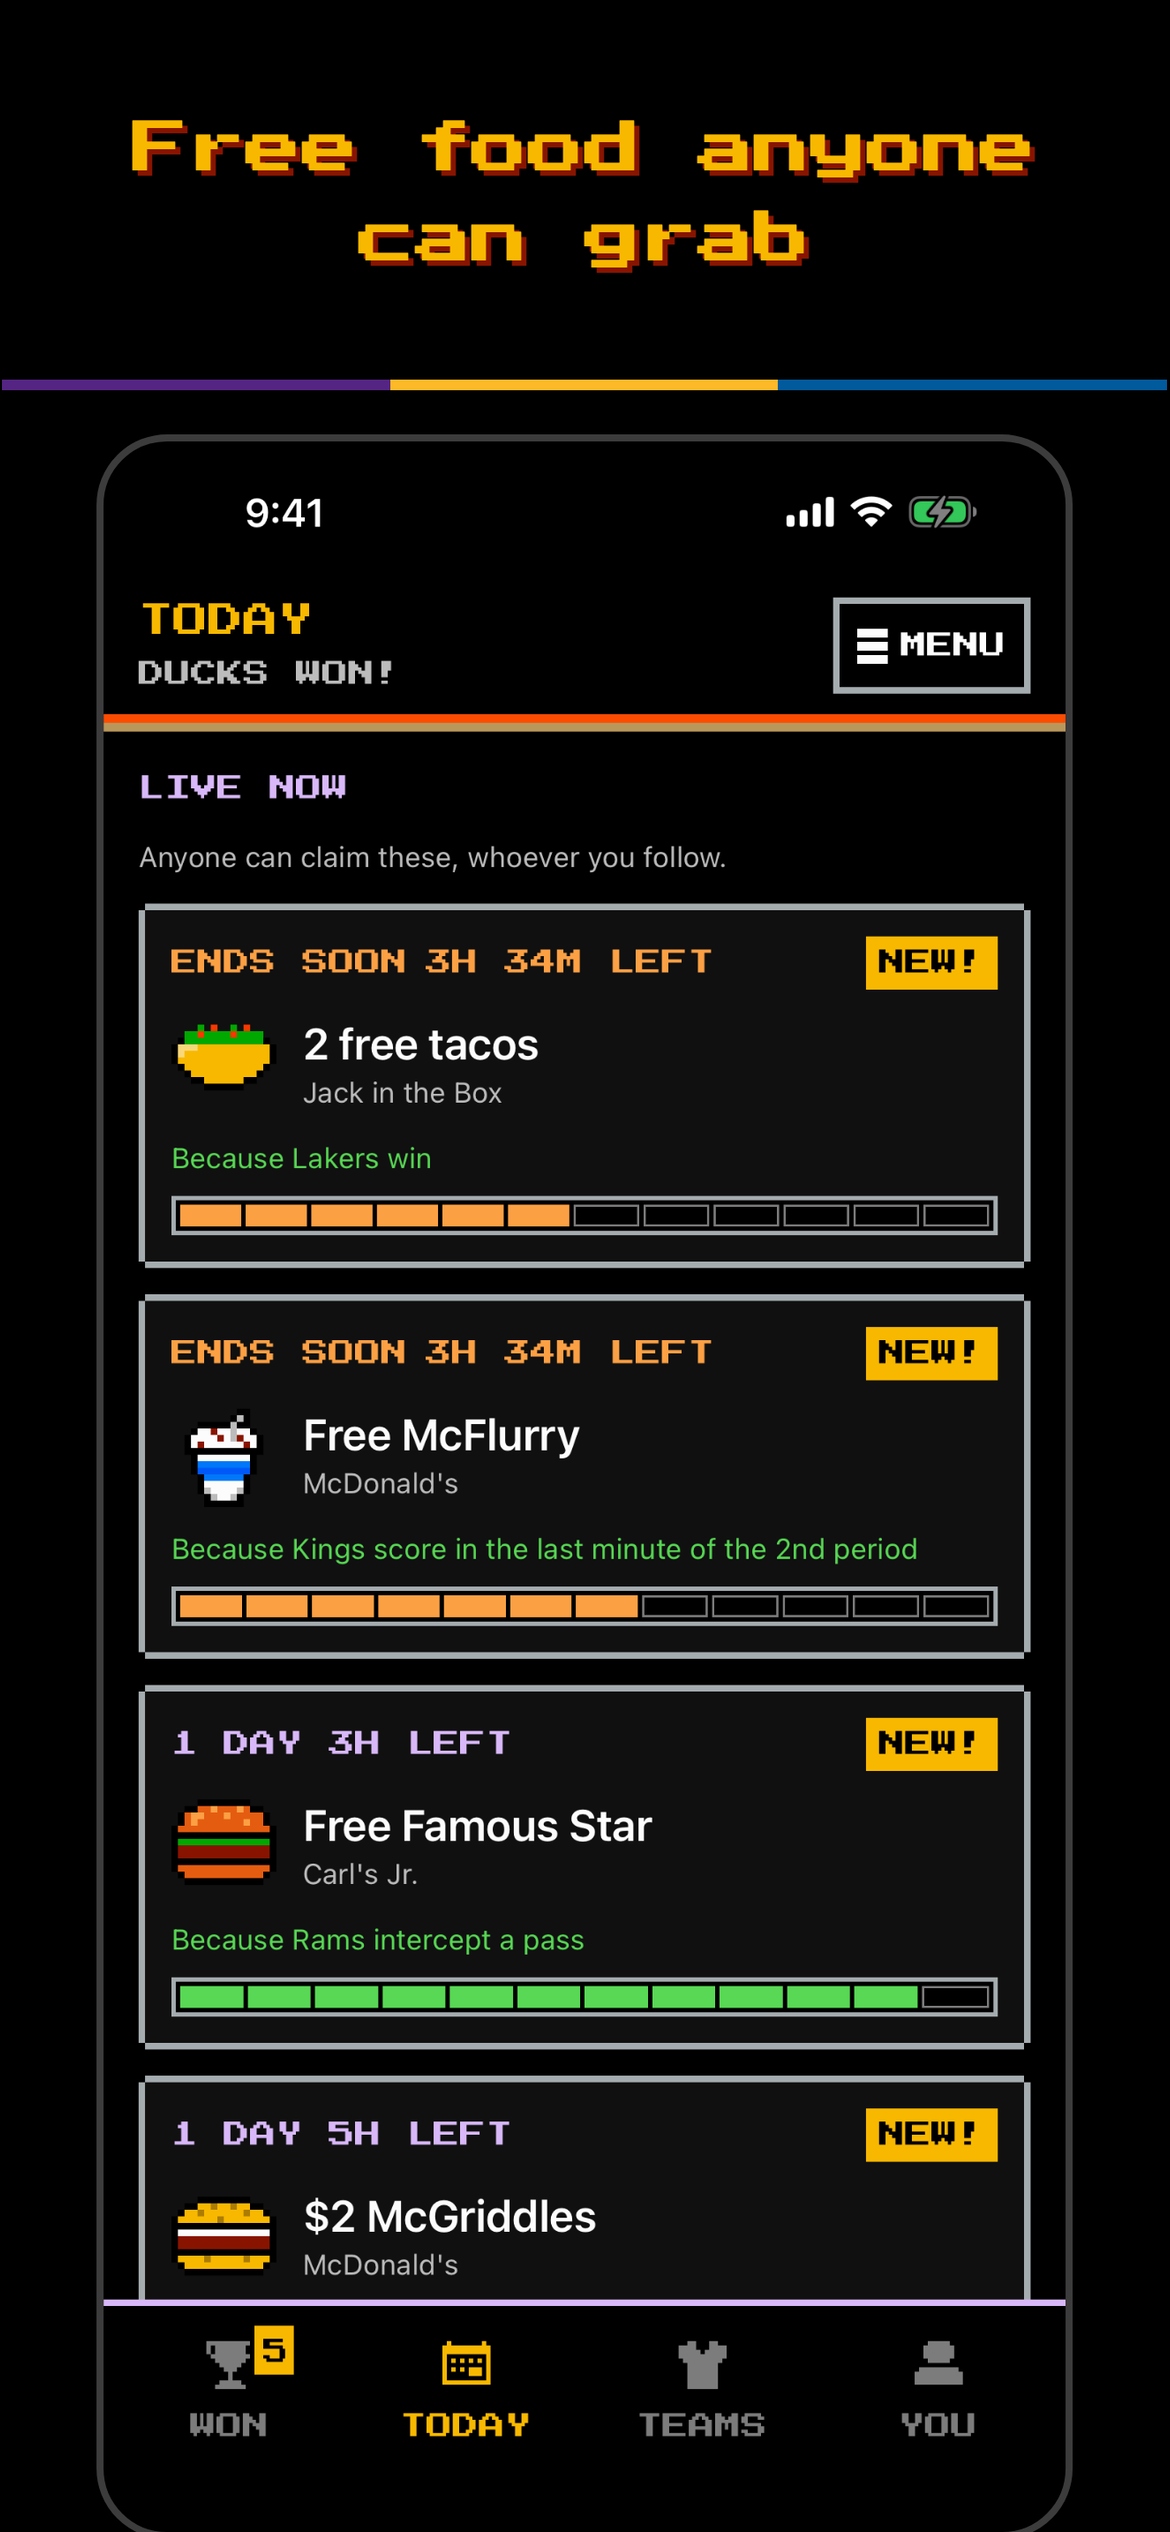 Free food anyone
can grab
9:41
TODAY
DUCKS WON!
MENU
LIVE NOW
Anyone can claim these, whoever you follow.
ENDS SOON 3H 34M LEFT
NEW!
2 free tacos
Jack in the Box
Because Lakers win
ENDS SOON 3H 34M LEFT
NEW!
Free McFlurry
McDonald's
Because Kings score in the last minute of the 2nd period
1 DAY 3H LEFT
NEW!
Free Famous Star
Carl's Jr.
Because Rams intercept a pass
1 DAY 5H LEFT
NEW!
$2 McGriddles
McDonald's
5
WON
TODAY
TEAMS
YOU